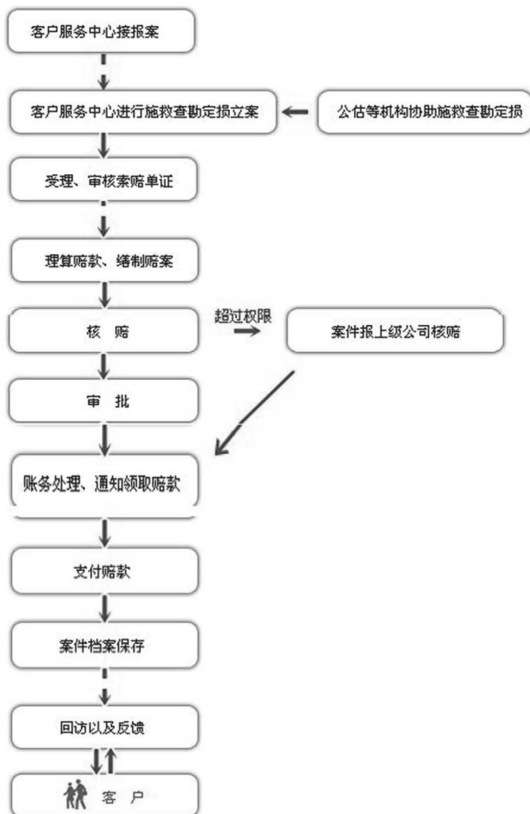 客户服务中心接报案
客户服务中心进行施救查勘定损立案
公估等机构协助施救查勘定损
受理、审核索赔单证
理算赔款、缮制赔案
核 赔
超过权限
案件报上级公司核赔
审 批
账务处理、通知领取赔款
支付赔款
案件档案保存
回访以及反馈
客 户